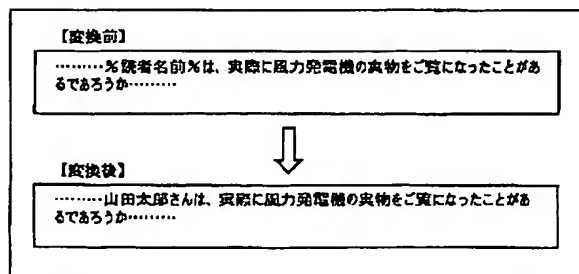 【変換前】
………%読者名前%は、実際に風力発電機の実物をご覧になったことがあ
るであろうか………
【変換後】
………山田太郎さんは、実際に風力発電機の実物をご覧になったことがあ
るであろうか………